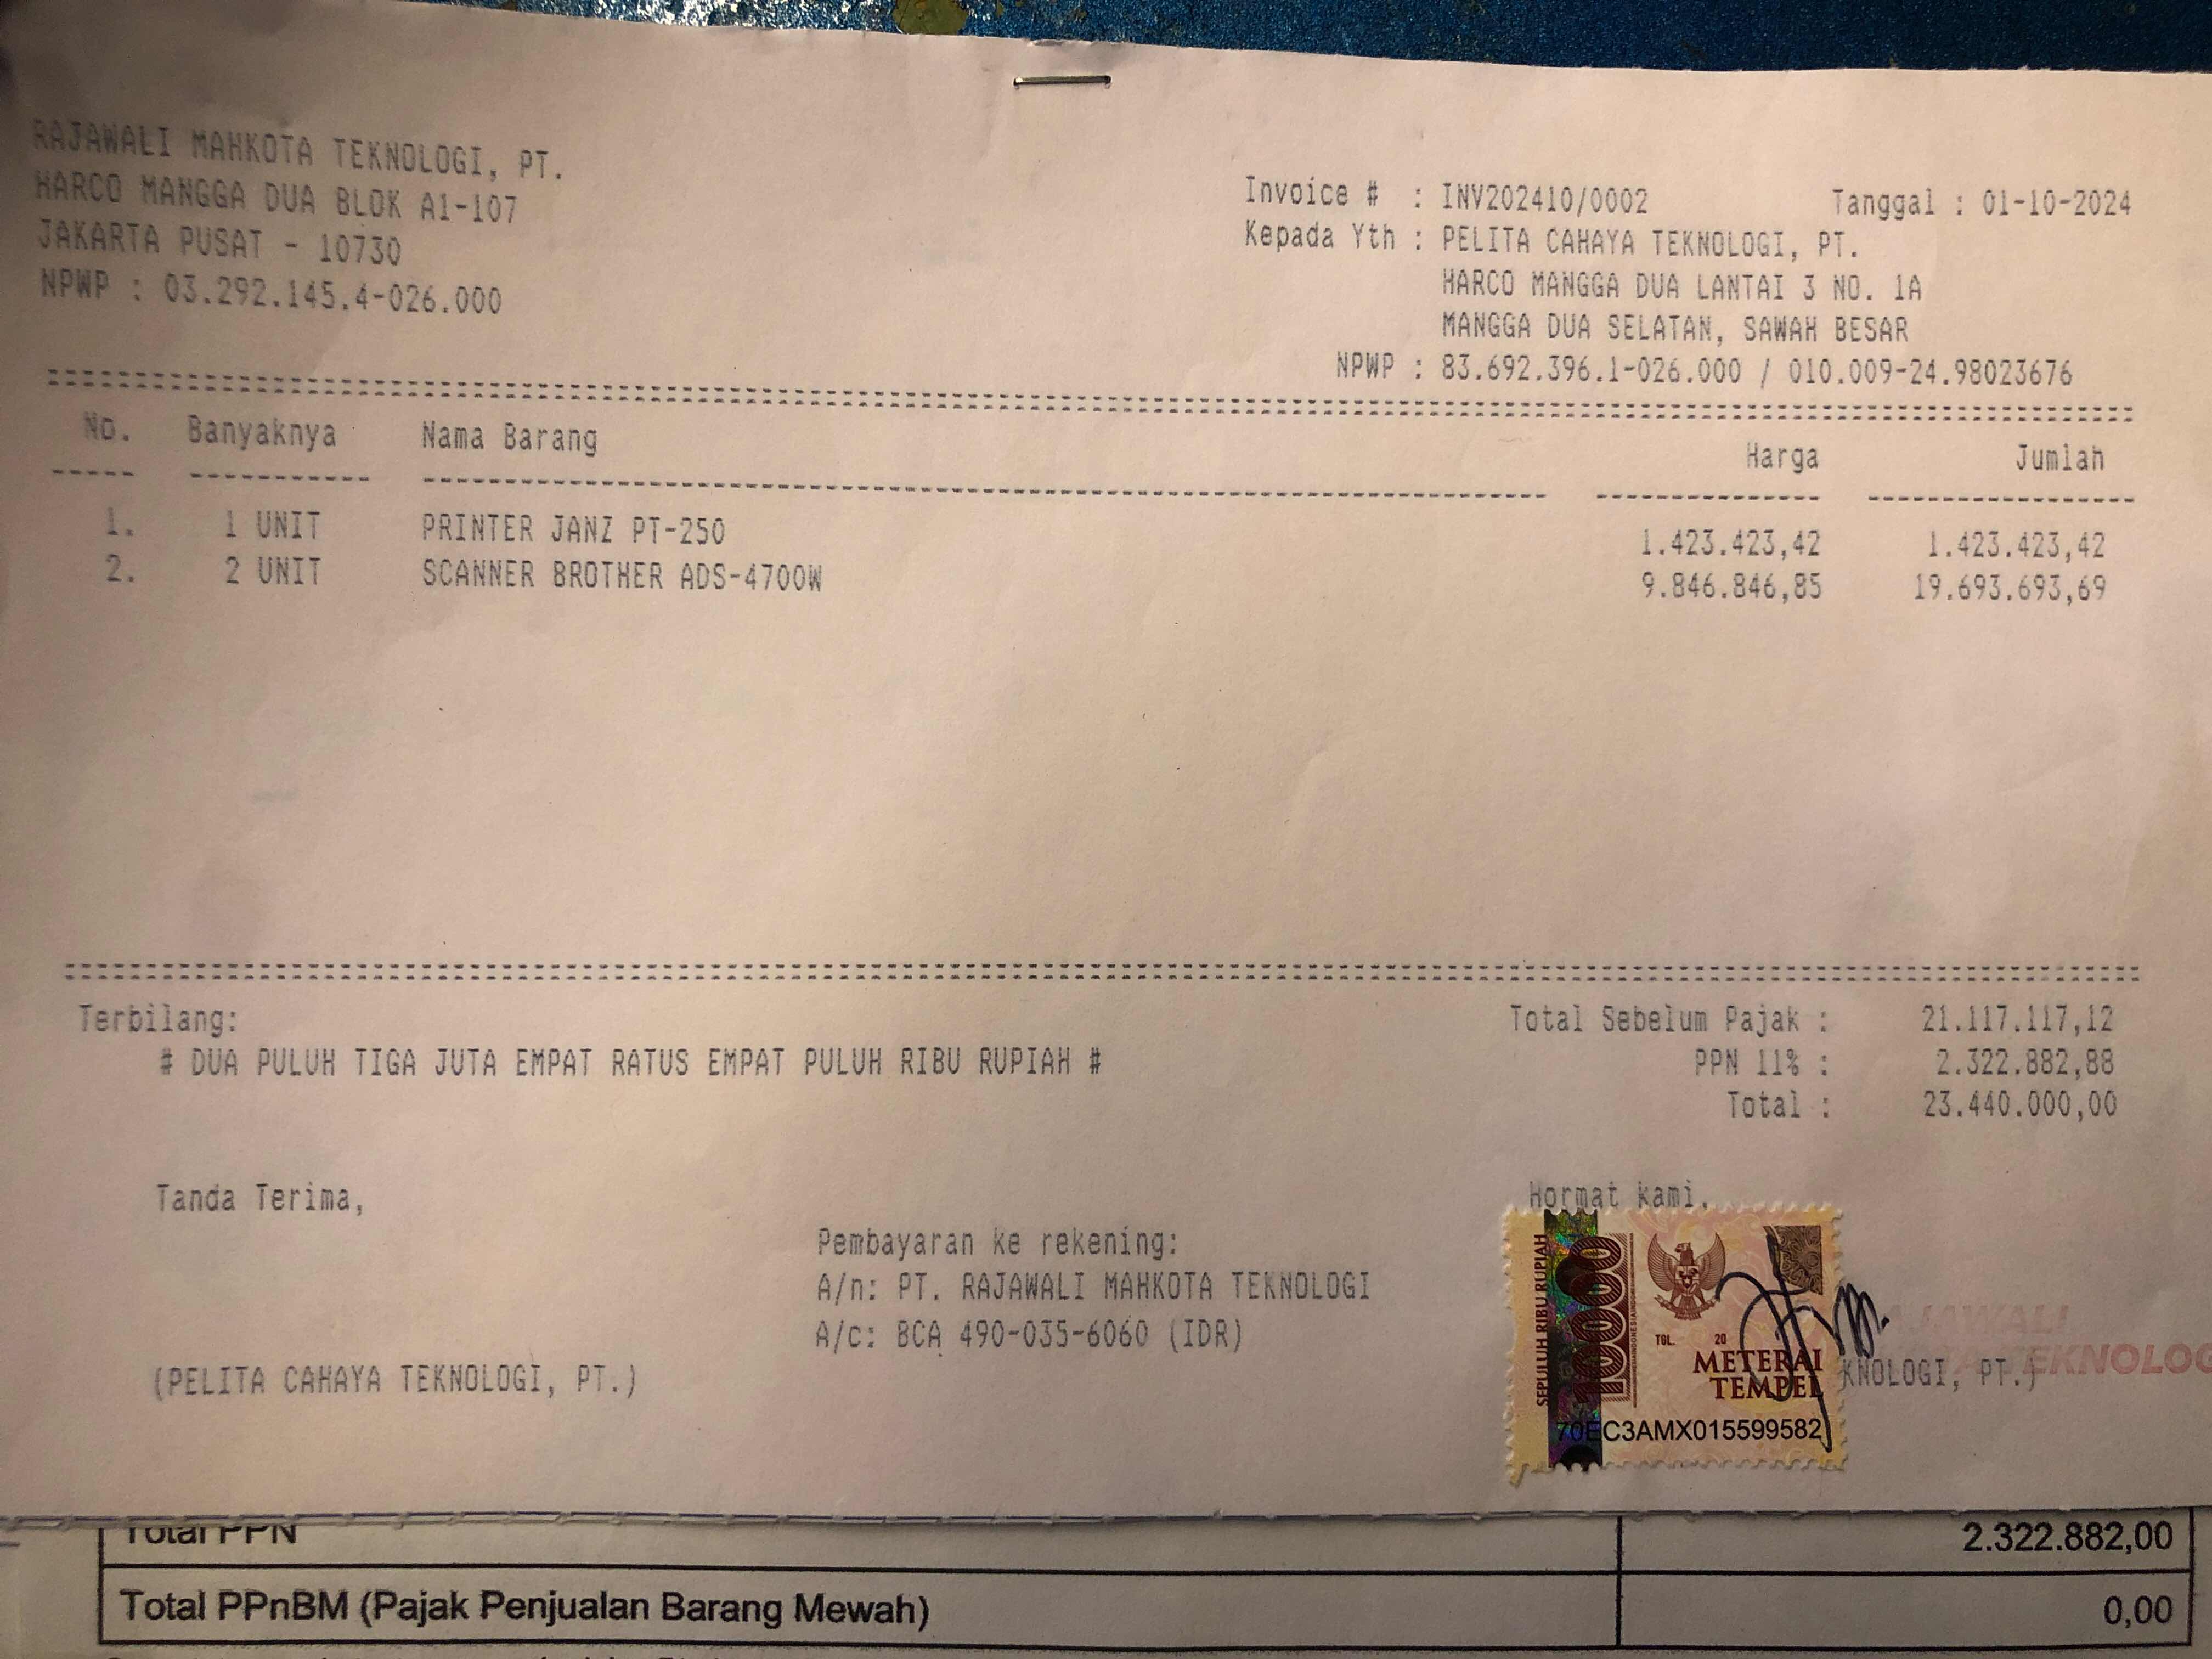 RAJAWALI MAHKOTA TEKNOLOGI, PT.
HARCO MANGGA DUA BLOK A1-107
JAKARTA PUSAT - 10730
NPWP : 03.292.145.4-026.000
Invoice # : INV202410/0002 Tanggal : 01-10-2024
Kepada Yth : PELITA CAHAYA TEKNOLOGI, PT.
HARCO MANGGA DUA LANTAI 3 NO. 1A
MANGGA DUA SELATAN, SAWAH BESAR
NPWP : 83.692.396.1-026.000 / 010.009-24.98023676
No. Banyaknya Nama Barang Harga Jumlah
1. 1 UNIT PRINTER JANZ PT-250 1.423.423,42 1.423.423,42
2. 2 UNIT SCANNER BROTHER ADS-4700W 9.846.846,85 19.693.693,69
Terbilang: Total Sebelum Pajak : 21.117.117,12
# DUA PULUH TIGA JUTA EMPAT RATUS EMPAT PULUH RIBU RUPIAH # PPN 11% : 2.322.882,88
Total : 23.440.000,00
Tanda Terima, Hormat kami,
Pembayaran ke rekening:
A/n: PT. RAJAWALI MAHKOTA TEKNOLOGI
A/c: BCA 490-035-6060 (IDR)
(PELITA CAHAYA TEKNOLOGI, PT.)
KNOLOGI, PT.)
AJAWALI
TEKNOLOG
SEPULUH RIBU RUPIAH
10000
TGL. 20
METERAI
TEMPEL
70EC3AMX015599582
Total PPN 2.322.882,00
Total PPnBM (Pajak Penjualan Barang Mewah) 0,00